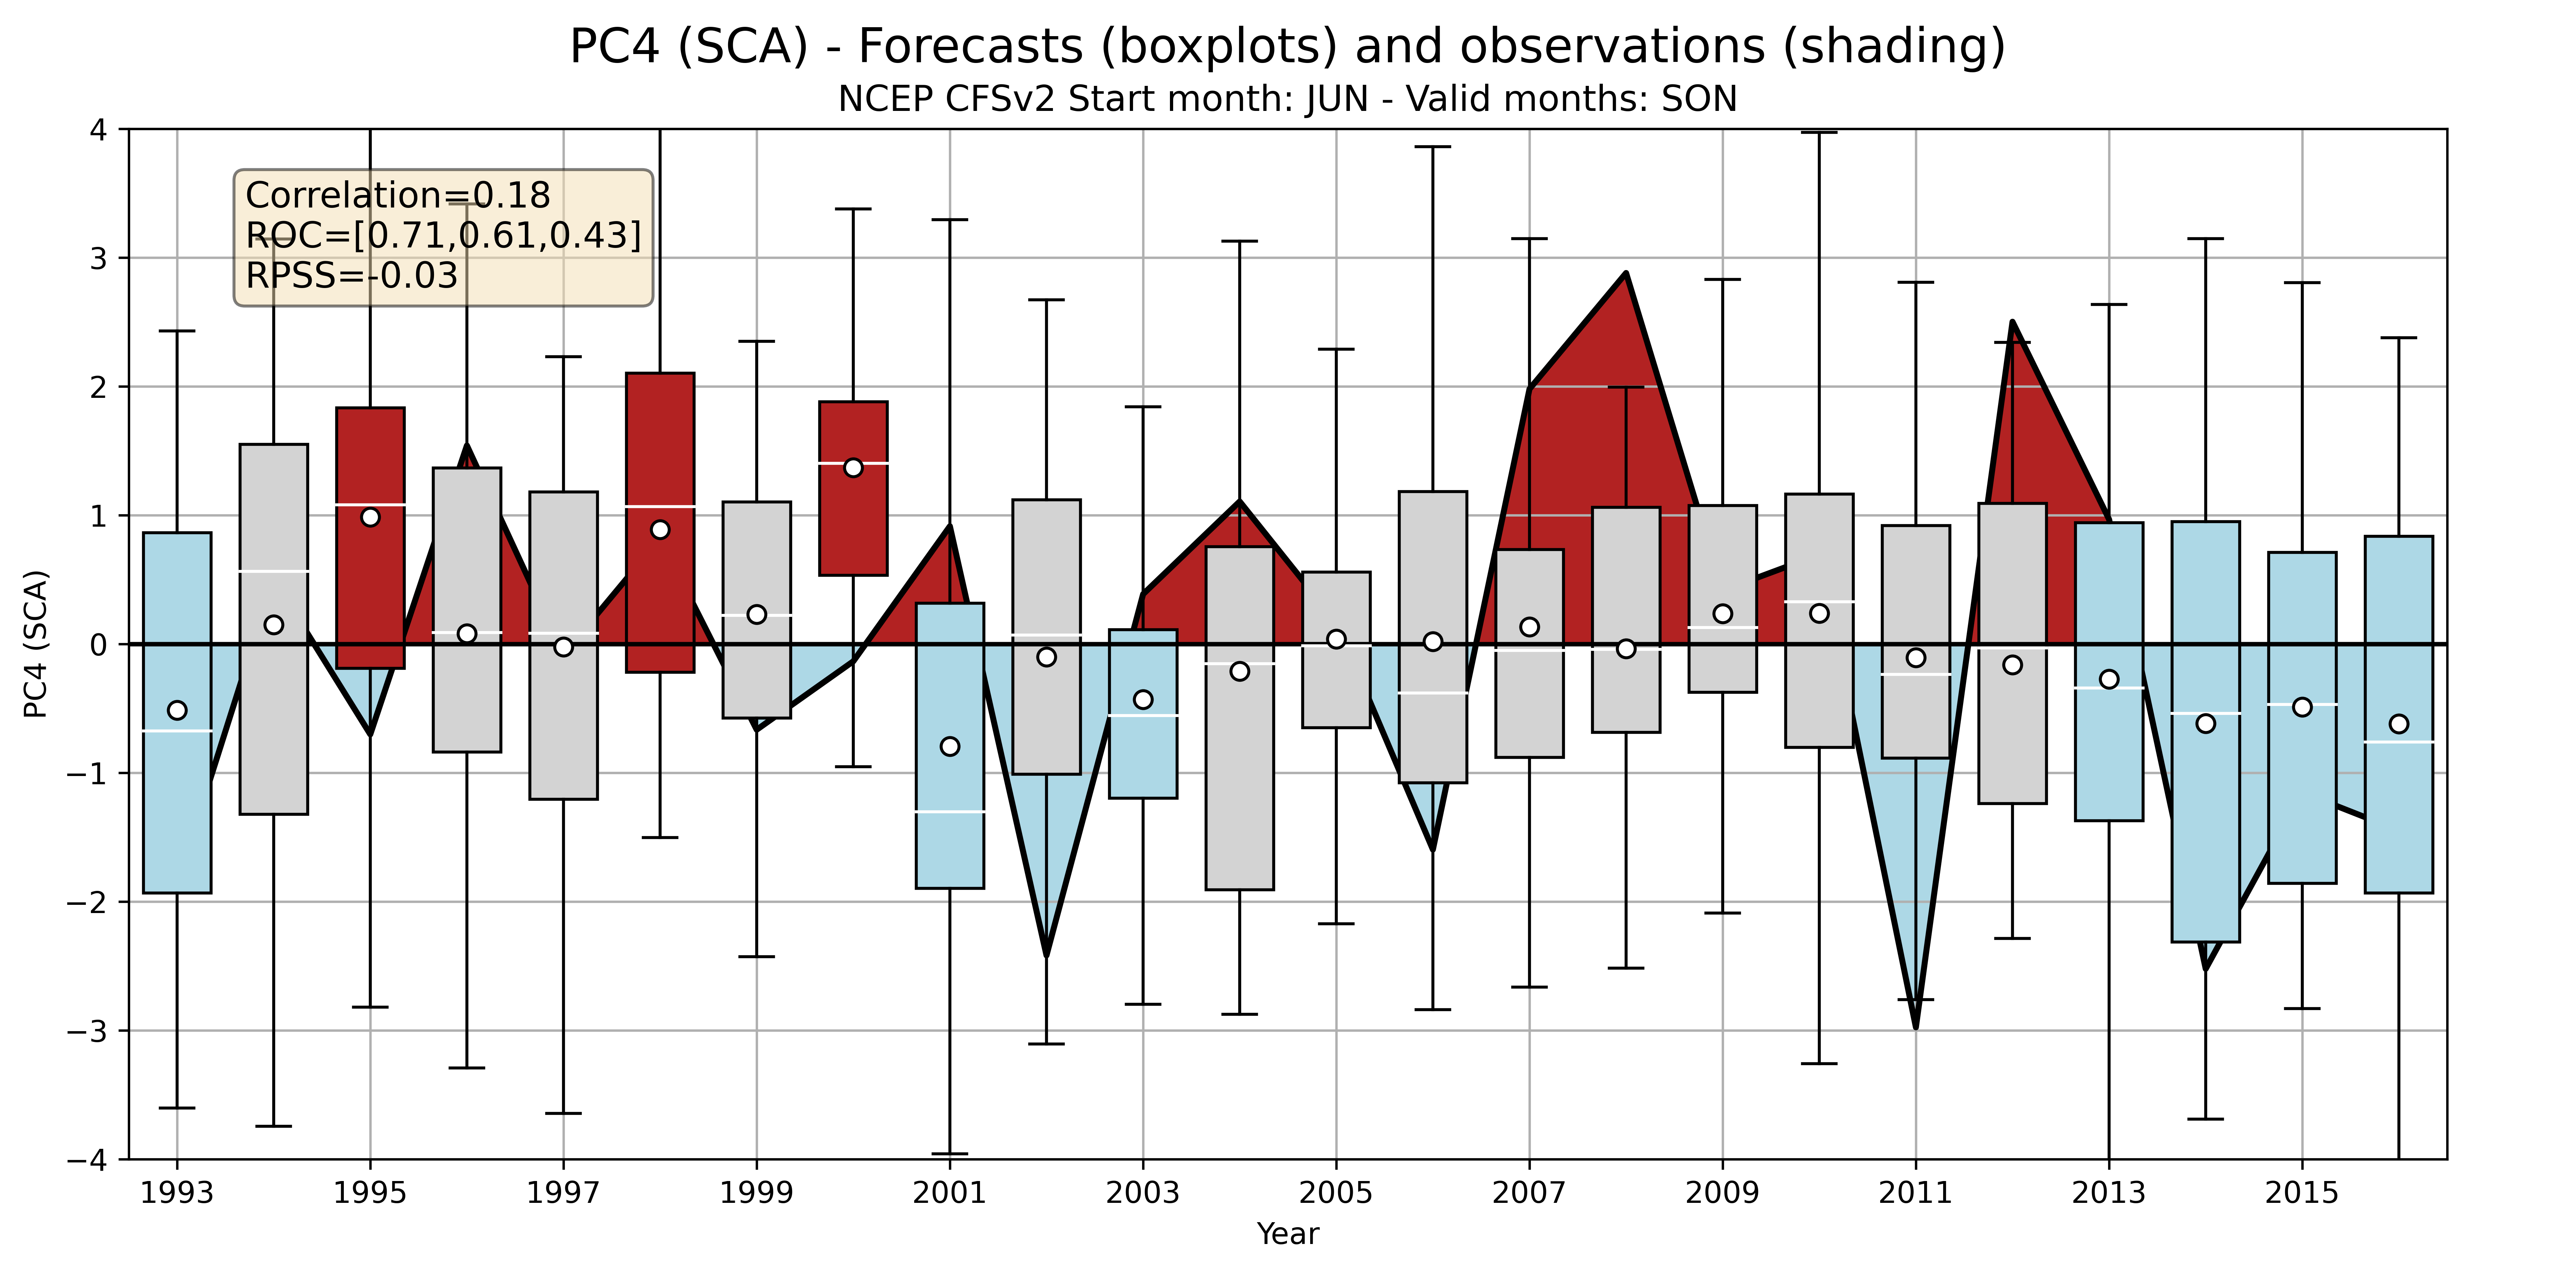 PC4 (SCA) - Forecasts (boxplots) and observations (shading)
NCEP CFSv2 Start month: JUN - Valid months: SON
Correlation=0.18
ROC=[0.71,0.61,0.43]
RPSS=-0.03
PC4 (SCA)
4
3
2
1
0
−1
−2
−3
−4
1993 1995 1997 1999 2001 2003 2005 2007 2009 2011 2013 2015
Year